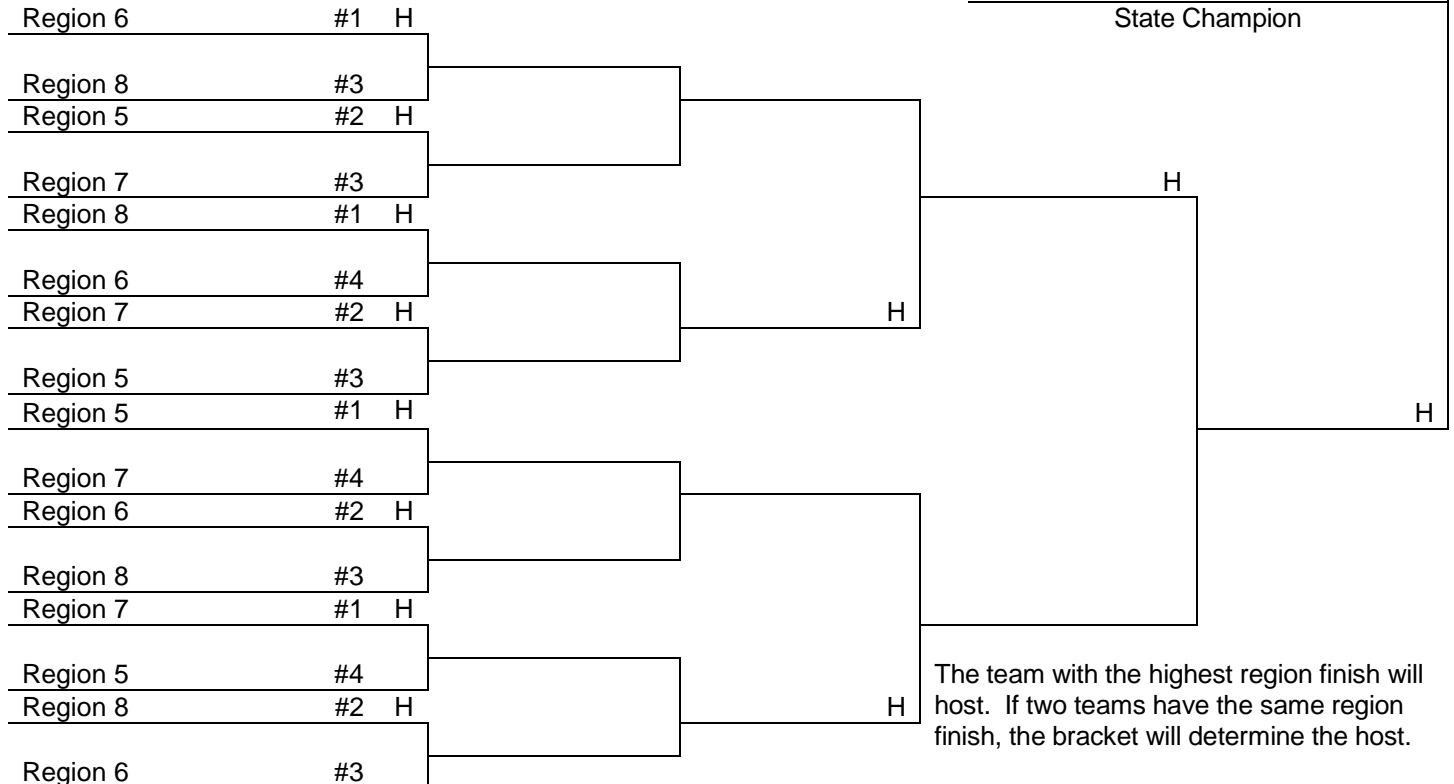 Region 6 #1 H
State Champion
Region 8 #3
Region 5 #2 H
Region 7 #3
H
Region 8 #1 H
Region 6 #4
Region 7 #2 H
H
Region 5 #3
Region 5 #1 H
H
Region 7 #4
Region 6 #2 H
Region 8 #3
Region 7 #1 H
Region 5 #4
Region 8 #2 H
H
The team with the highest region finish will
host. If two teams have the same region
finish, the bracket will determine the host.
Region 6 #3